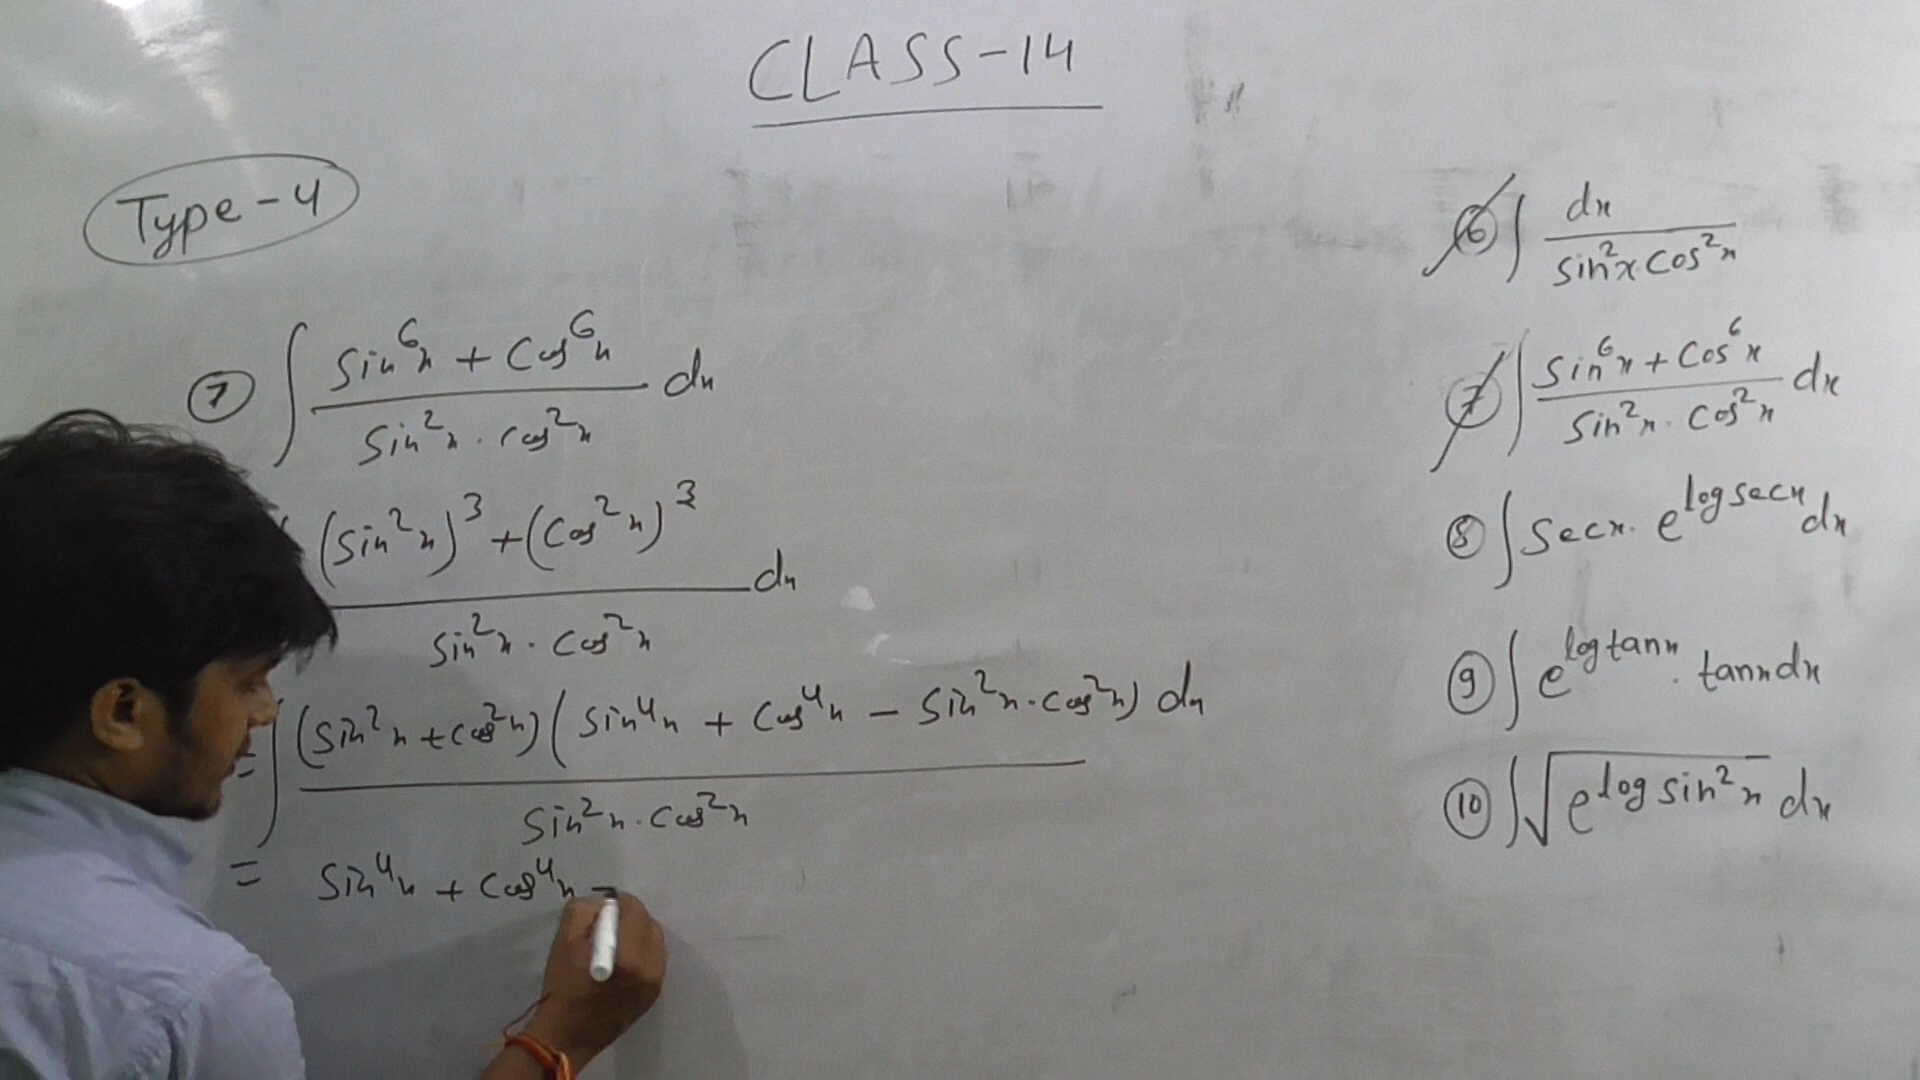 CLASS-14
Type-4
⑦ ∫ (Sin⁶x + Cos⁶x) / (Sin²x · Cos²x) dx
((Sin²x)³ + (Cos²x)³) / (Sin²x · Cos²x) dx
= ∫ (Sin²x + Cos²x)(Sin⁴x + Cos⁴x − Sin²x · Cos²x) dx / (Sin²x · Cos²x)
= Sin⁴x + Cos⁴x −
⑥ ∫ dx / (Sin²x · Cos²x)
⑦ ∫ (Sin⁶x + Cos⁶x) / (Sin²x · Cos²x) dx
⑧ ∫ Secx · e^(log secx) dx
⑨ ∫ e^(log tanx) · tanx dx
⑩ ∫ √(e^(log sin²x)) dx